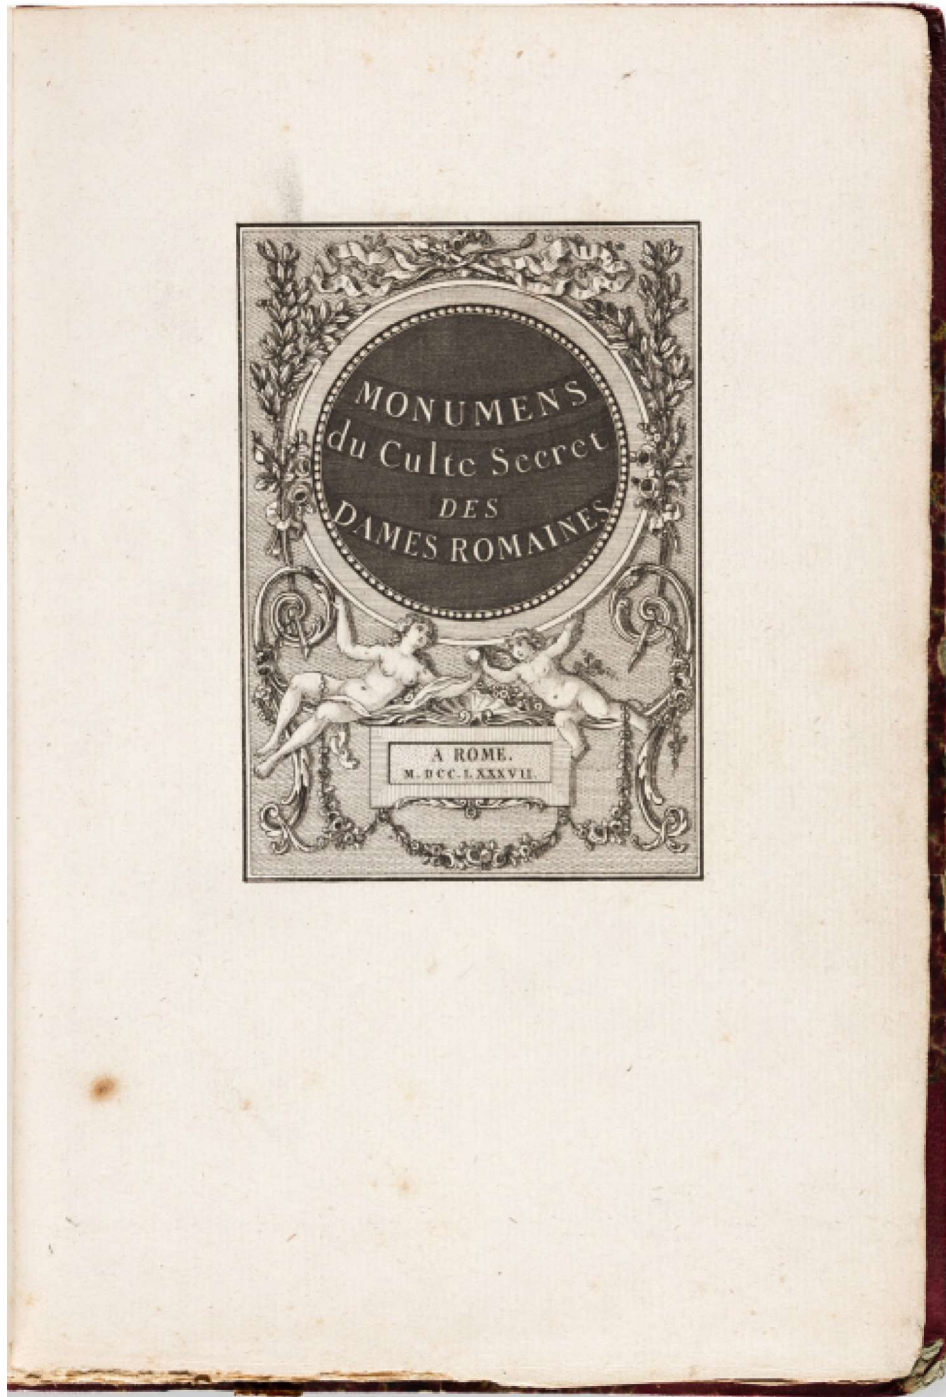 MONUMENS
du Culte Secret
DES
DAMES ROMAINES
A ROME.
M.DCC.LXXXVII.